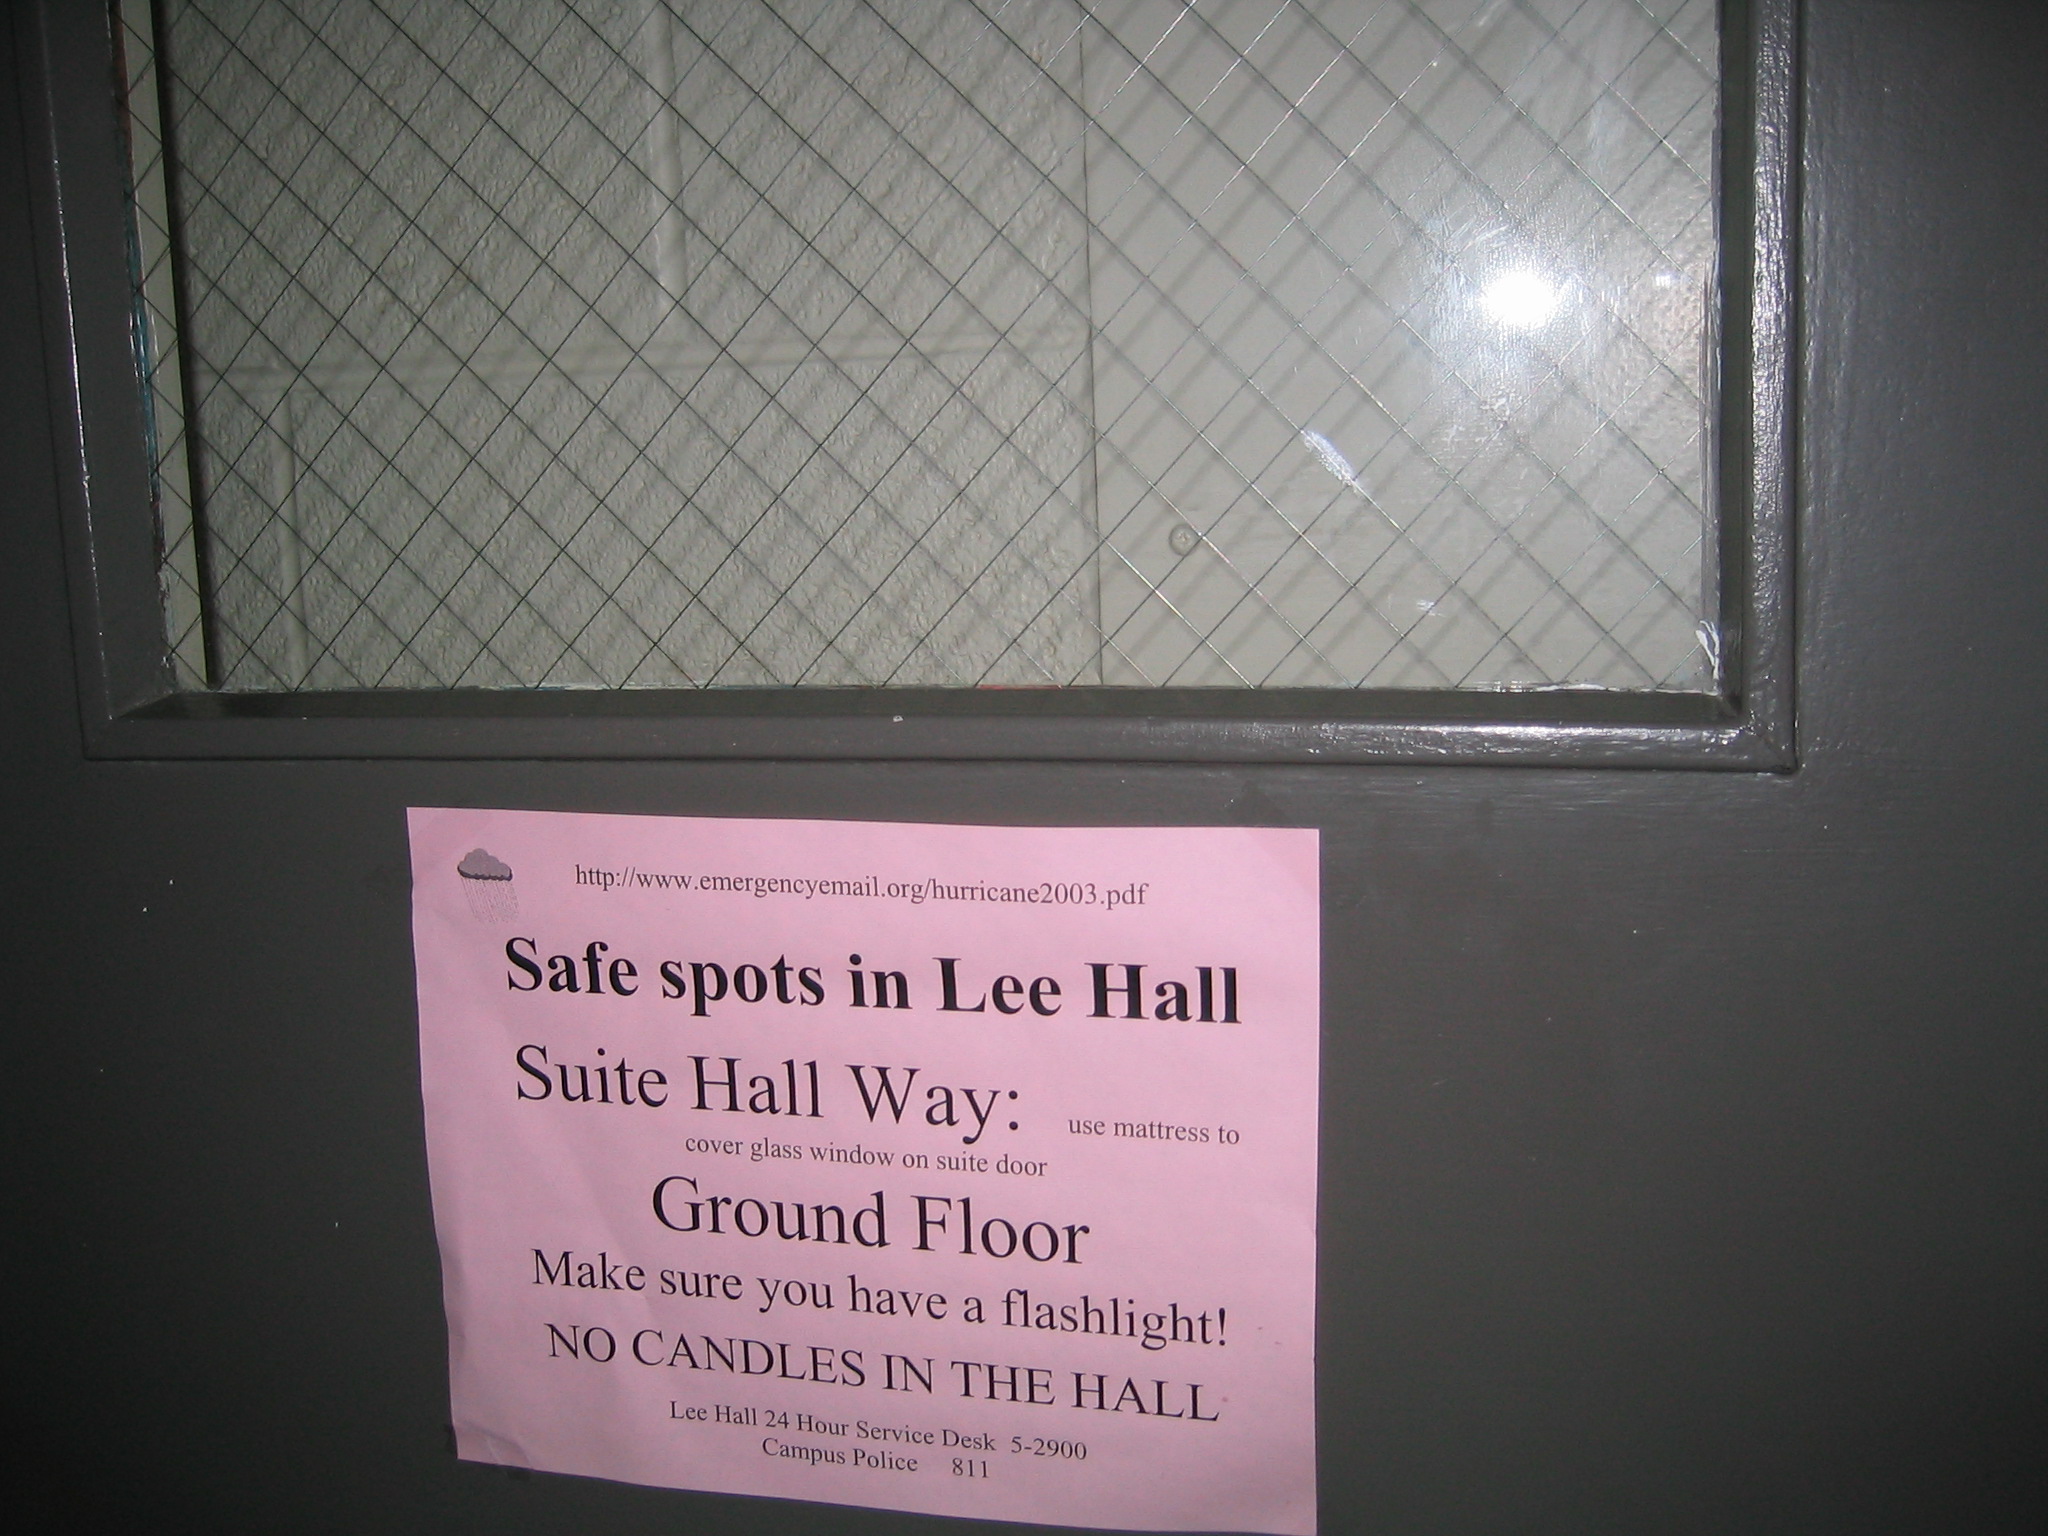 http://www.emergencyemail.org/hurricane2003.pdf
Safe spots in Lee Hall
Suite Hall Way: use mattress to
cover glass window on suite door
Ground Floor
Make sure you have a flashlight!
NO CANDLES IN THE HALL
Lee Hall 24 Hour Service Desk 5-2900
Campus Police 811